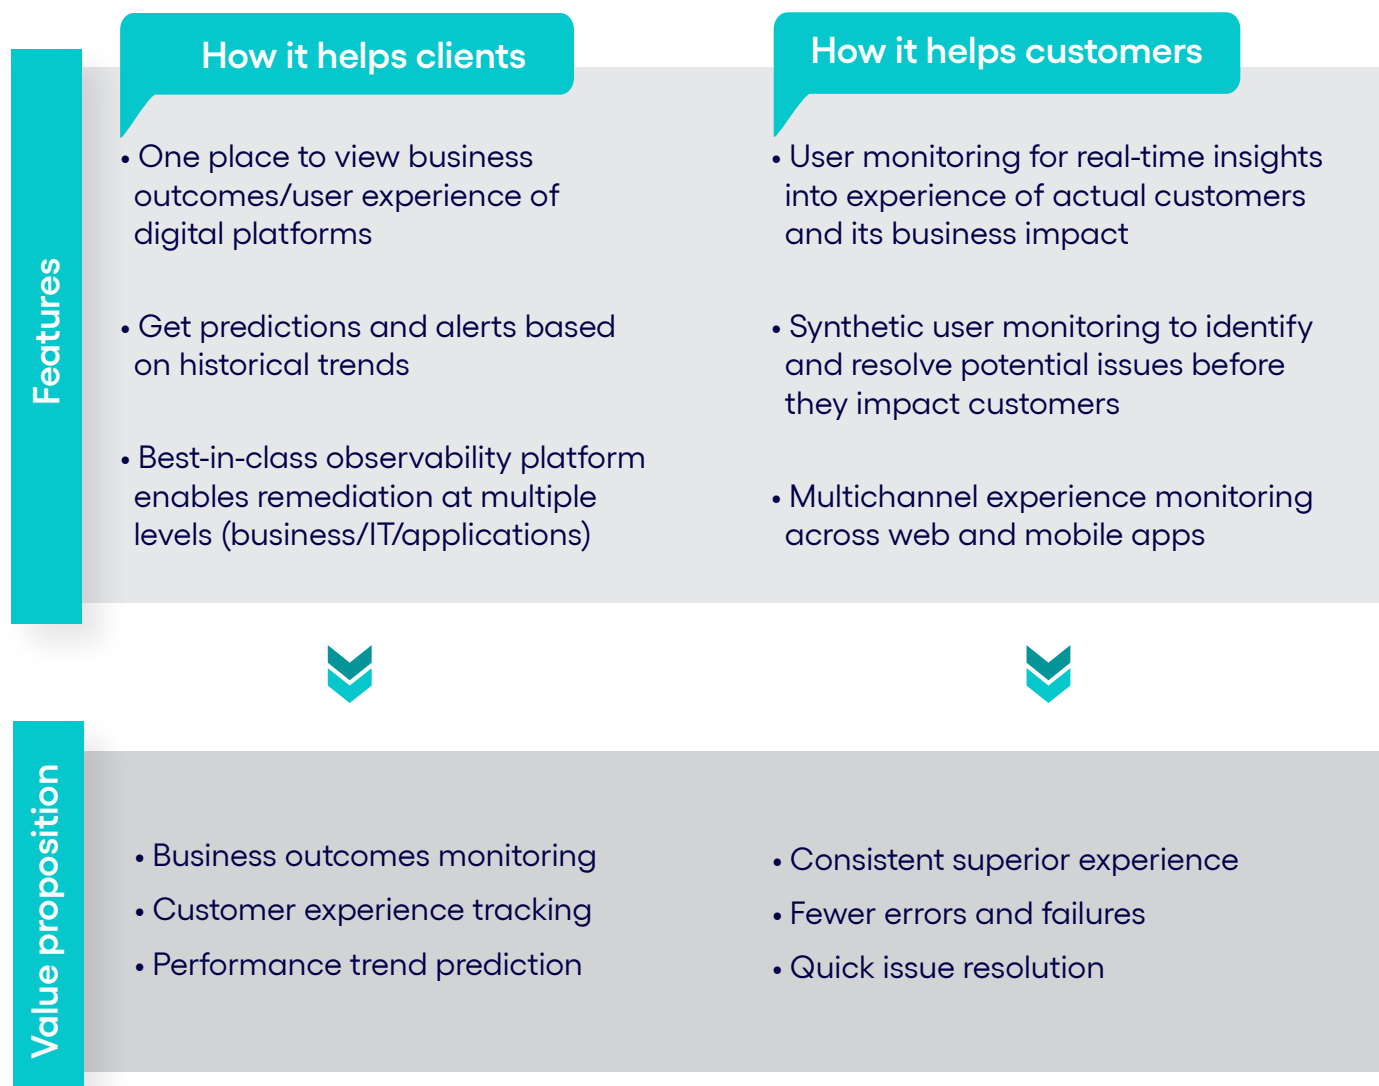 How it helps clients
How it helps customers
Features
• One place to view business
outcomes/user experience of
digital platforms
• Get predictions and alerts based
on historical trends
• Best-in-class observability platform
enables remediation at multiple
levels (business/IT/applications)
• User monitoring for real-time insights
into experience of actual customers
and its business impact
• Synthetic user monitoring to identify
and resolve potential issues before
they impact customers
• Multichannel experience monitoring
across web and mobile apps
Value proposition
• Business outcomes monitoring
• Customer experience tracking
• Performance trend prediction
• Consistent superior experience
• Fewer errors and failures
• Quick issue resolution